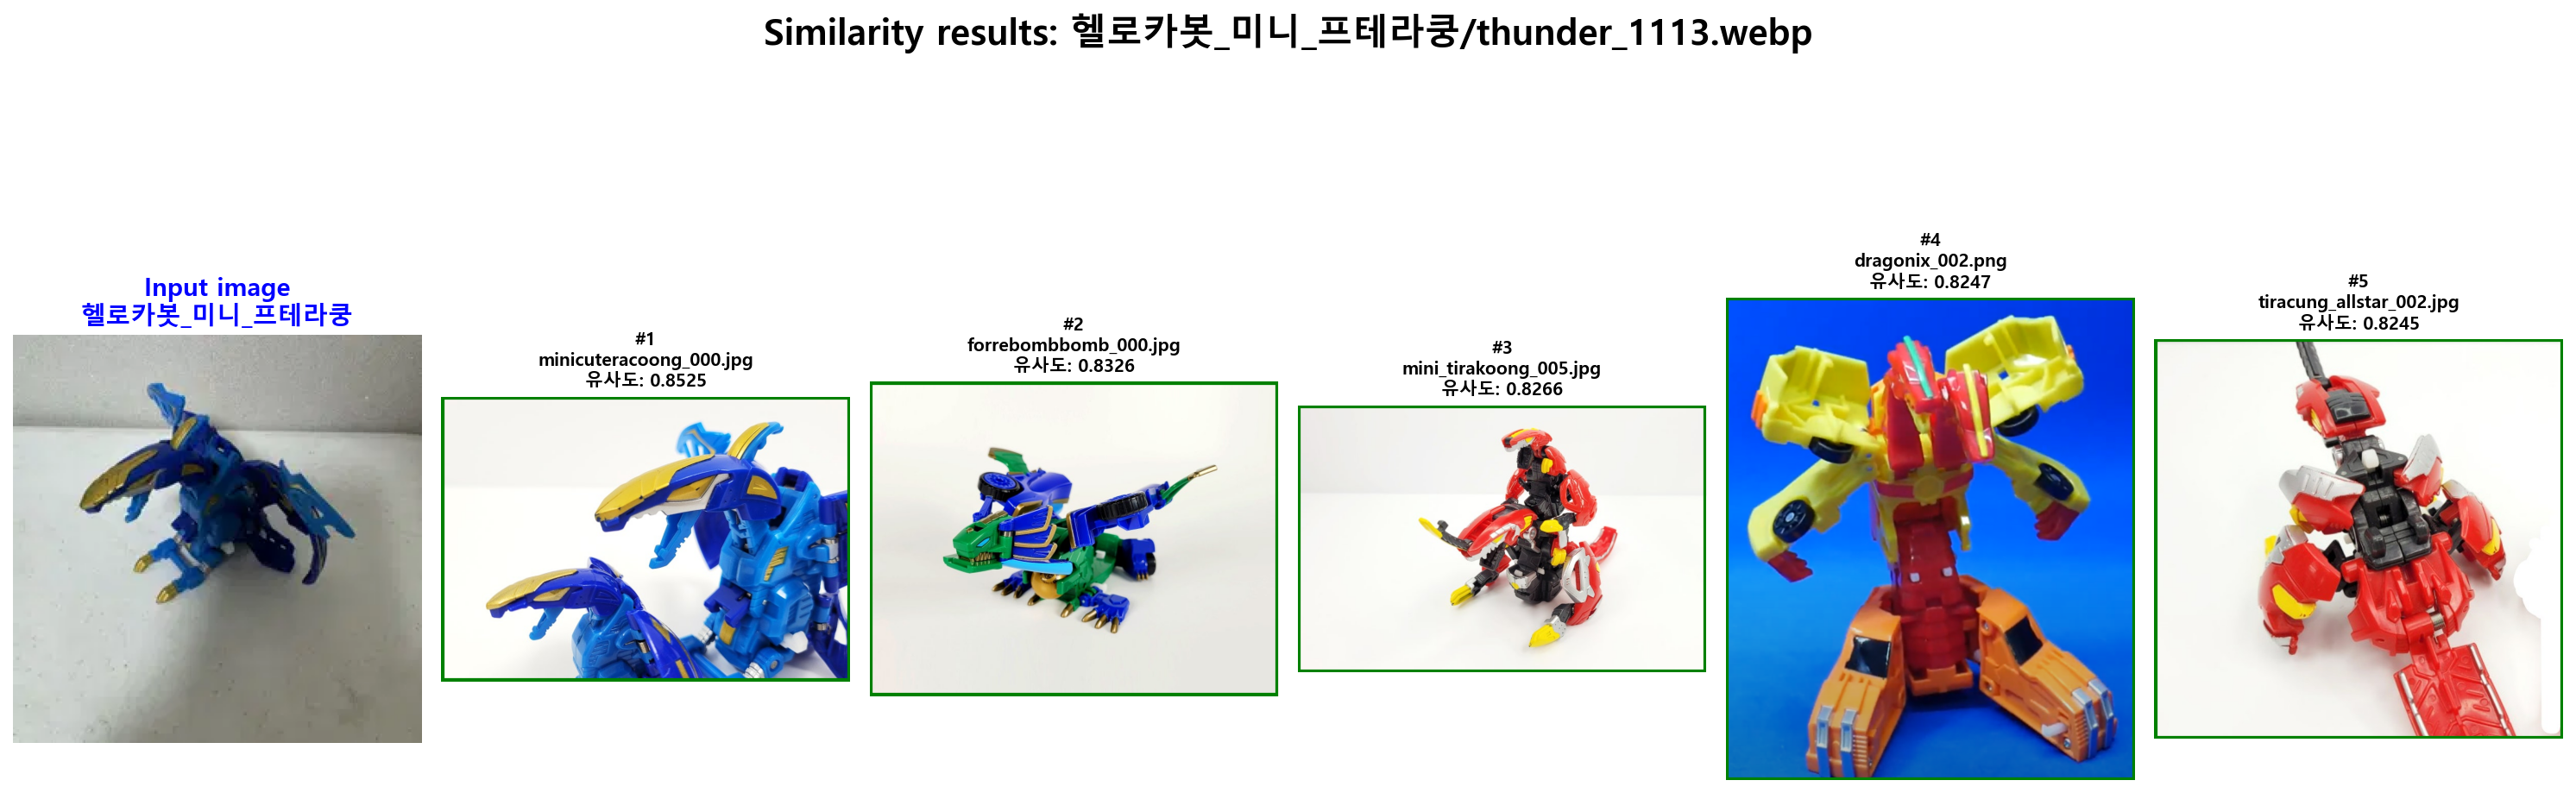 Similarity results: 헬로카봇_미니_프테라쿵/thunder_1113.webp
Input image
헬로카봇_미니_프테라쿵
#1
minicuteracoong_000.jpg
유사도: 0.8525
#2
forrebombbomb_000.jpg
유사도: 0.8326
#3
mini_tirakoong_005.jpg
유사도: 0.8266
#4
dragonix_002.png
유사도: 0.8247
#5
tiracung_allstar_002.jpg
유사도: 0.8245